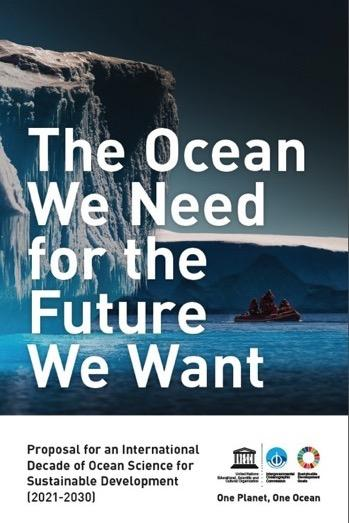 The Ocean
We Need
for the
Future
We Want
Proposal for an International
Decade of Ocean Science for
Sustainable Development
(2021-2030)
United Nations
Educational, Scientific and
Cultural Organization
Intergovernmental
Oceanographic
Commission
Sustainable
Development
Goals
One Planet, One Ocean